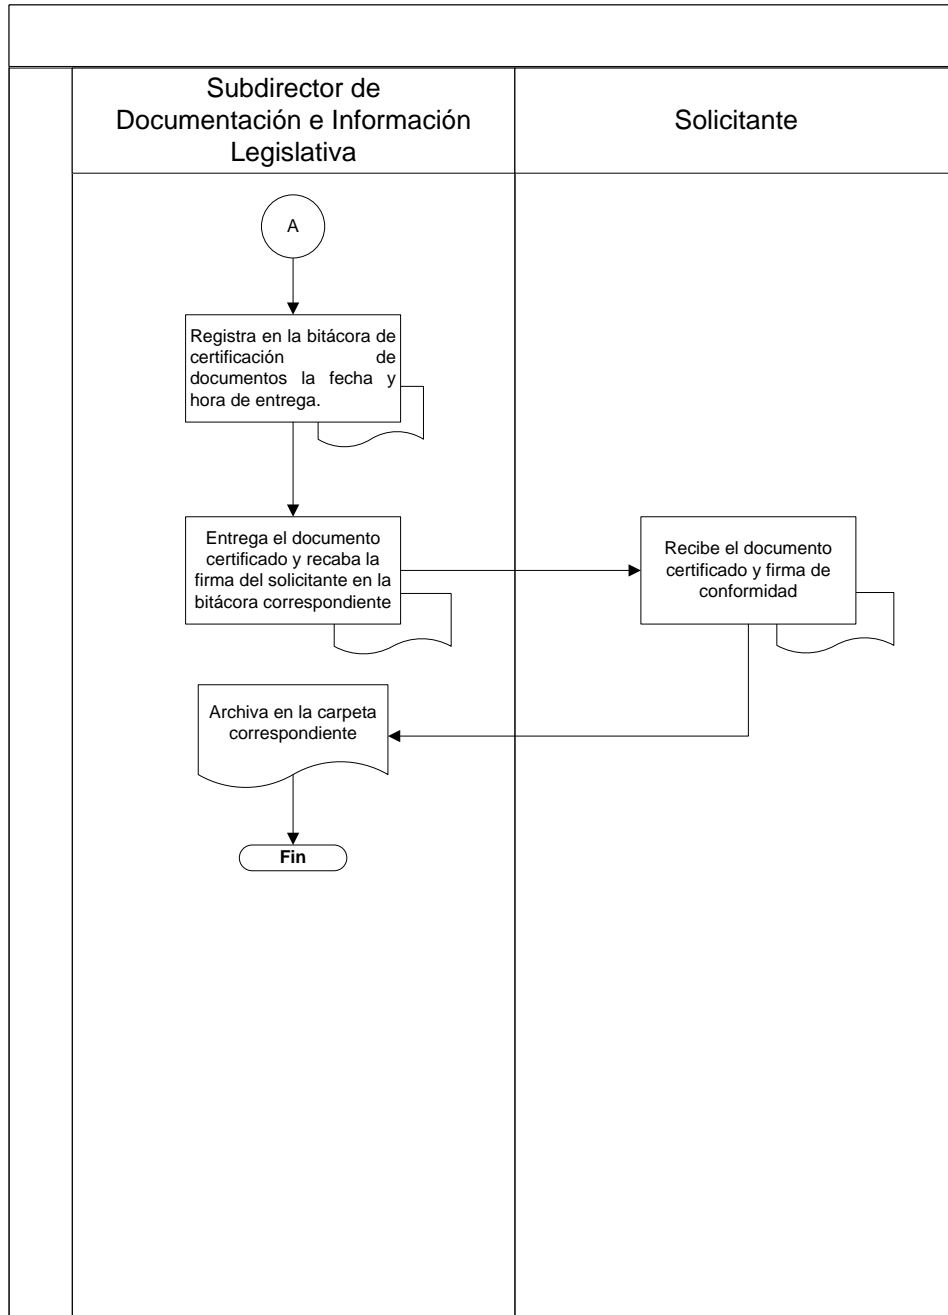 Subdirector de
Documentación e Información
Legislativa
Solicitante
A
Registra en la bitácora de
certificación de
documentos la fecha y
hora de entrega.
Entrega el documento
certificado y recaba la
firma del solicitante en la
bitácora correspondiente
Recibe el documento
certificado y firma de
conformidad
Archiva en la carpeta
correspondiente
Fin